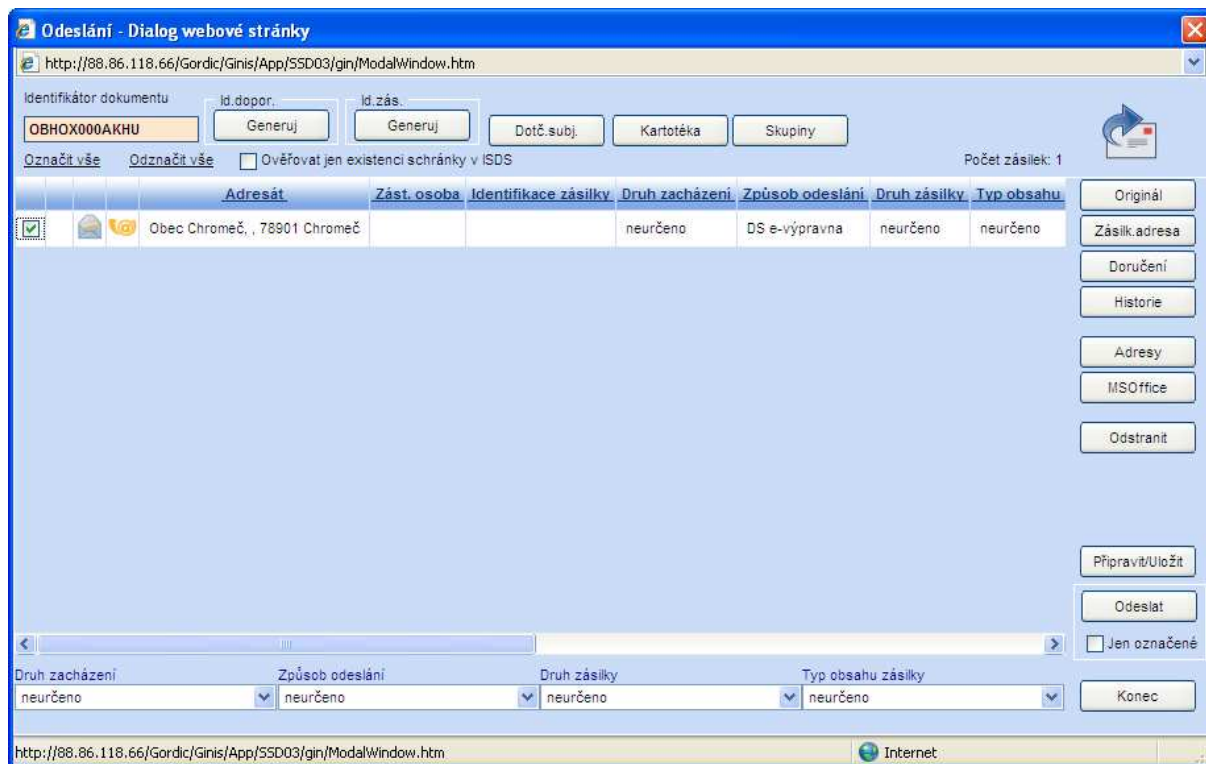 Odeslání - Dialog webové stránky
http://88.86.118.66/Gordic/Ginis/App/SSD03/gin/ModalWindow.htm
Identifikátor dokumentu
Id.dopor.
Id.zás.
OBHOX000AKHU
Generuj
Generuj
Dotč.subj.
Kartotéka
Skupiny
Označit vše
Odznačit vše
Ověřovat jen existenci schránky v ISDS
Počet zásilek: 1
Adresát Zást. osoba Identifikace zásilky Druh zacházení Způsob odeslání Druh zásilky Typ obsahu
Obec Chromeč, , 78901 Chromeč neurčeno DS e-výpravna neurčeno neurčeno
Originál
Zásilk.adresa
Doručení
Historie
Adresy
MSOffice
Odstranit
Připravit/Uložit
Odeslat
Jen označené
Druh zacházení Způsob odeslání Druh zásilky Typ obsahu zásilky
neurčeno neurčeno neurčeno neurčeno
Konec
http://88.86.118.66/Gordic/Ginis/App/SSD03/gin/ModalWindow.htm
Internet